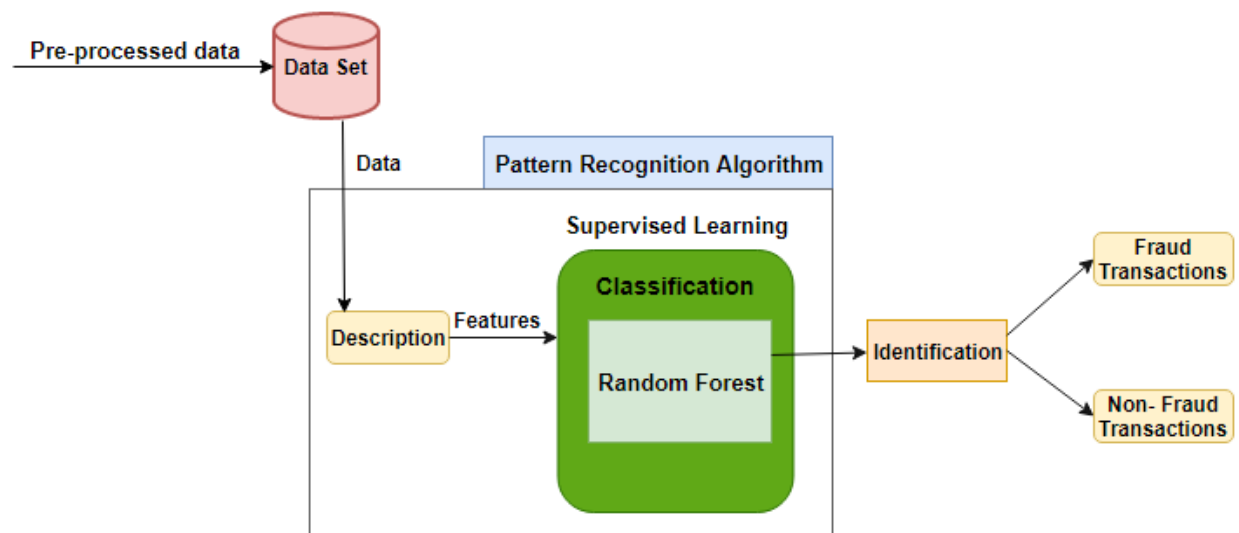 Pre-processed data
Data Set
Data
Pattern Recognition Algorithm
Supervised Learning
Classification
Random Forest
Description
Features
Identification
Fraud
Transactions
Non- Fraud
Transactions